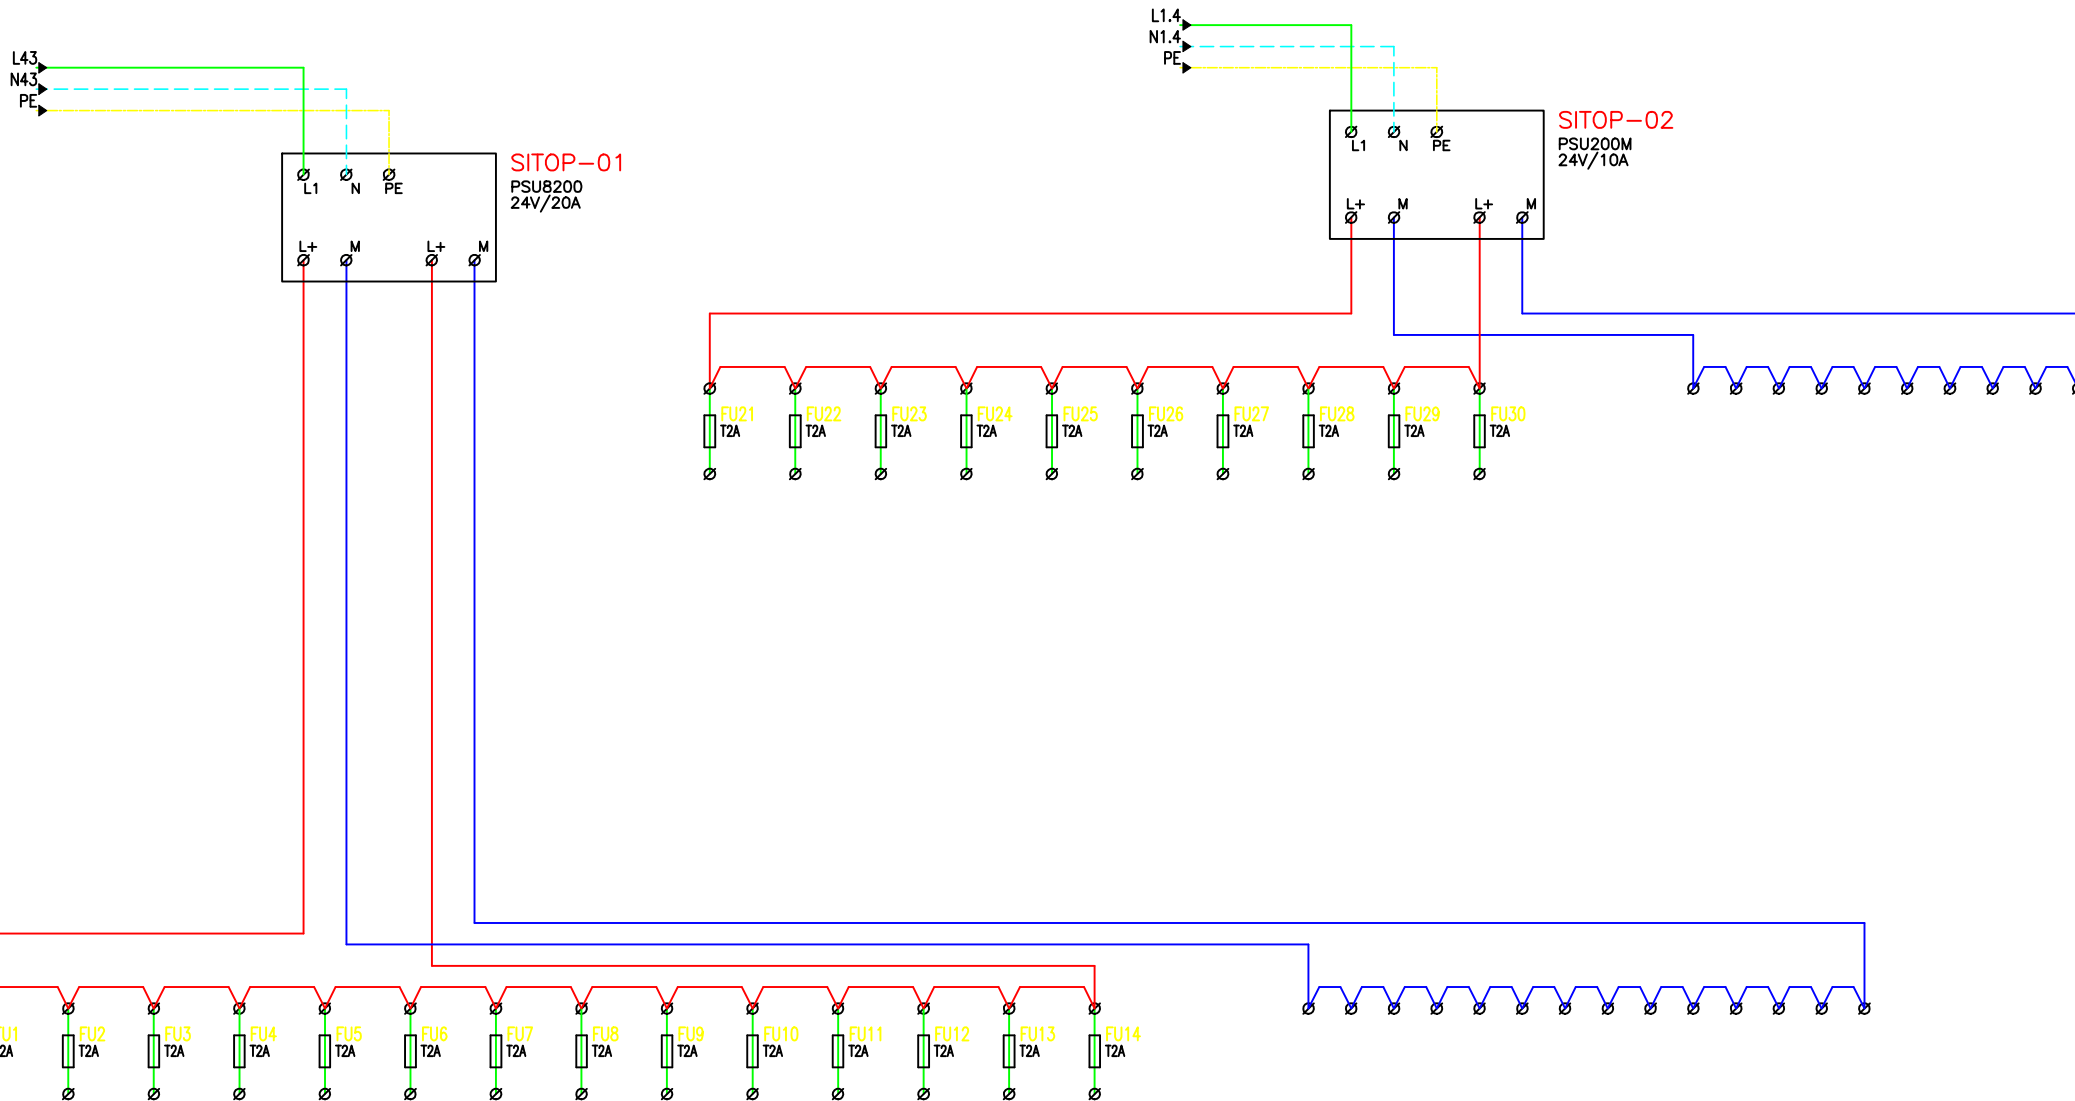 L1.4
N1.4
PE
L43
N43
PE
SITOP-02
PSU200M
24V/10A
L1 N PE
L+ M L+ M
SITOP-01
PSU8200
24V/20A
L1 N PE
L+ M L+ M
FU21 FU22 FU23 FU24 FU25 FU26 FU27 FU28 FU29 FU30
T2A T2A T2A T2A T2A T2A T2A T2A T2A T2A
U1 FU2 FU3 FU4 FU5 FU6 FU7 FU8 FU9 FU10 FU11 FU12 FU13 FU14
2A T2A T2A T2A T2A T2A T2A T2A T2A T2A T2A T2A T2A T2A